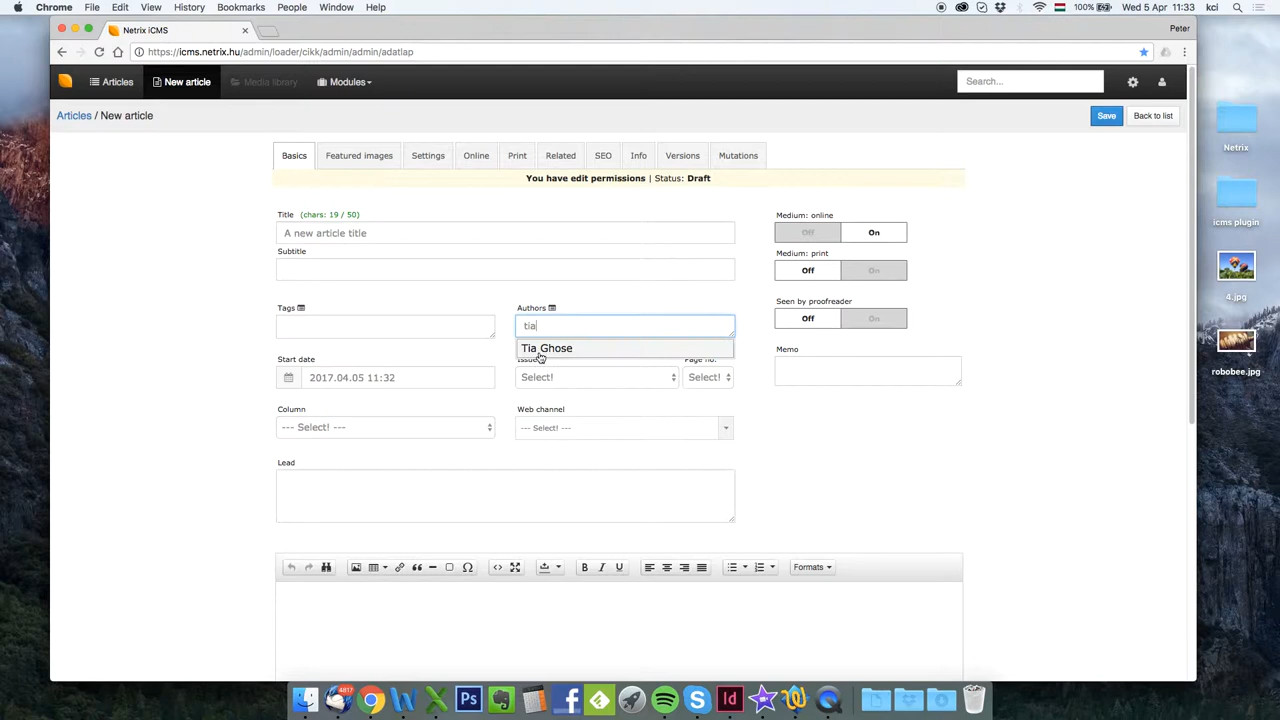 Chrome File Edit View History Bookmarks People Window Help 100% Wed 5 Apr 11:33 kci
Netrix iCMS Peter
https://icms.netrix.hu/admin/loader/cikk/admin/admin/adatlap
Articles New article Media library Modules Search...
Articles / New article Save Back to list
Basics Featured images Settings Online Print Related SEO Info Versions Mutations
You have edit permissions | Status: Draft
Title (chars: 19 / 50) Medium: online
A new article title Off On
Subtitle Medium: print
Off On
Tags Authors Seen by proofreader
tia Off On
Tia Ghose Memo
Start date Page no.
2017.04.05 11:32 Select! Select!
Column Web channel
--- Select! --- --- Select! ---
Lead
B I U Formats
Netrix
icms plugin
4.jpg
robobee.jpg
4817